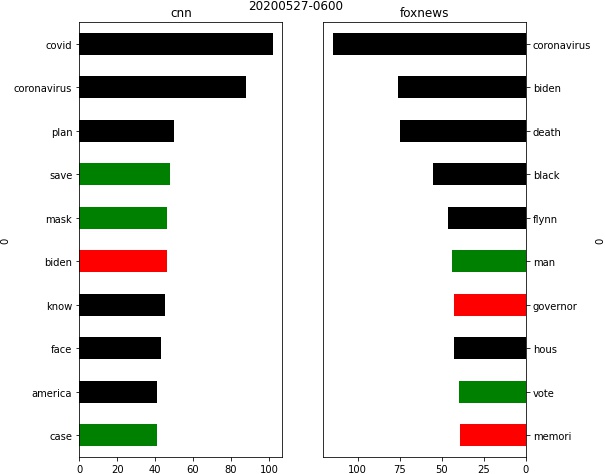 20200527-0600
cnn
foxnews
covid
coronavirus
plan
save
mask
biden
know
face
america
case
0
0 20 40 60 80 100
coronavirus
biden
death
black
flynn
man
governor
hous
vote
memori
0
100 75 50 25 0